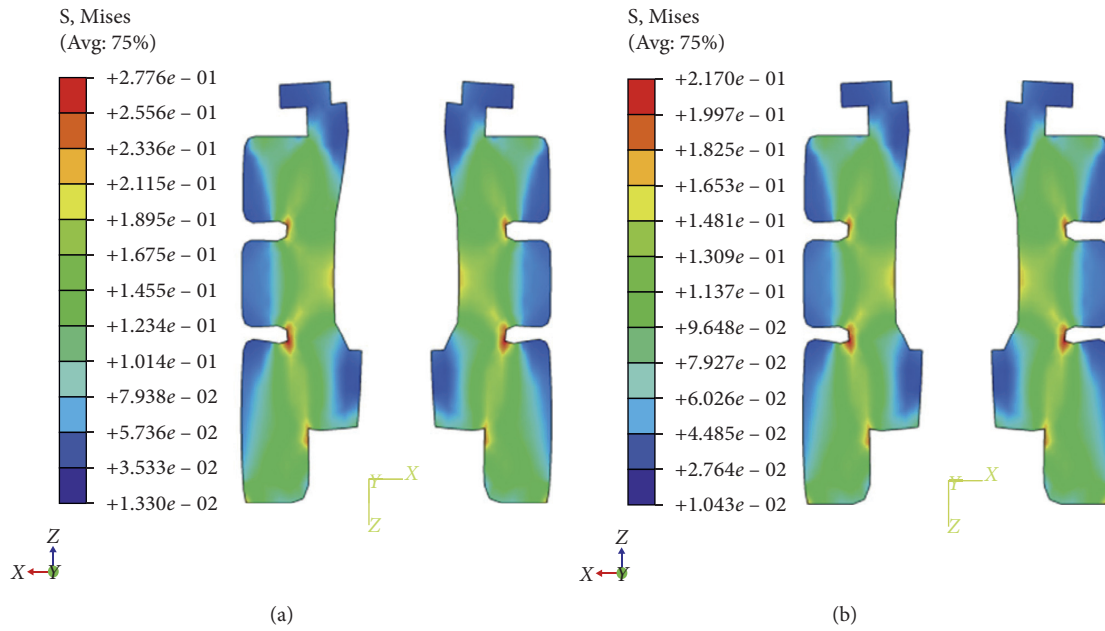 S, Mises
(Avg: 75%)
+2.776e – 01
+2.556e – 01
+2.336e – 01
+2.115e – 01
+1.895e – 01
+1.675e – 01
+1.455e – 01
+1.234e – 01
+1.014e – 01
+7.938e – 02
+5.736e – 02
+3.533e – 02
+1.330e – 02
Y
X
Z
Z
X
Y
(a)
S, Mises
(Avg: 75%)
+2.170e – 01
+1.997e – 01
+1.825e – 01
+1.653e – 01
+1.481e – 01
+1.309e – 01
+1.137e – 01
+9.648e – 02
+7.927e – 02
+6.026e – 02
+4.485e – 02
+2.764e – 02
+1.043e – 02
Y
X
Z
Z
X
Y
(b)